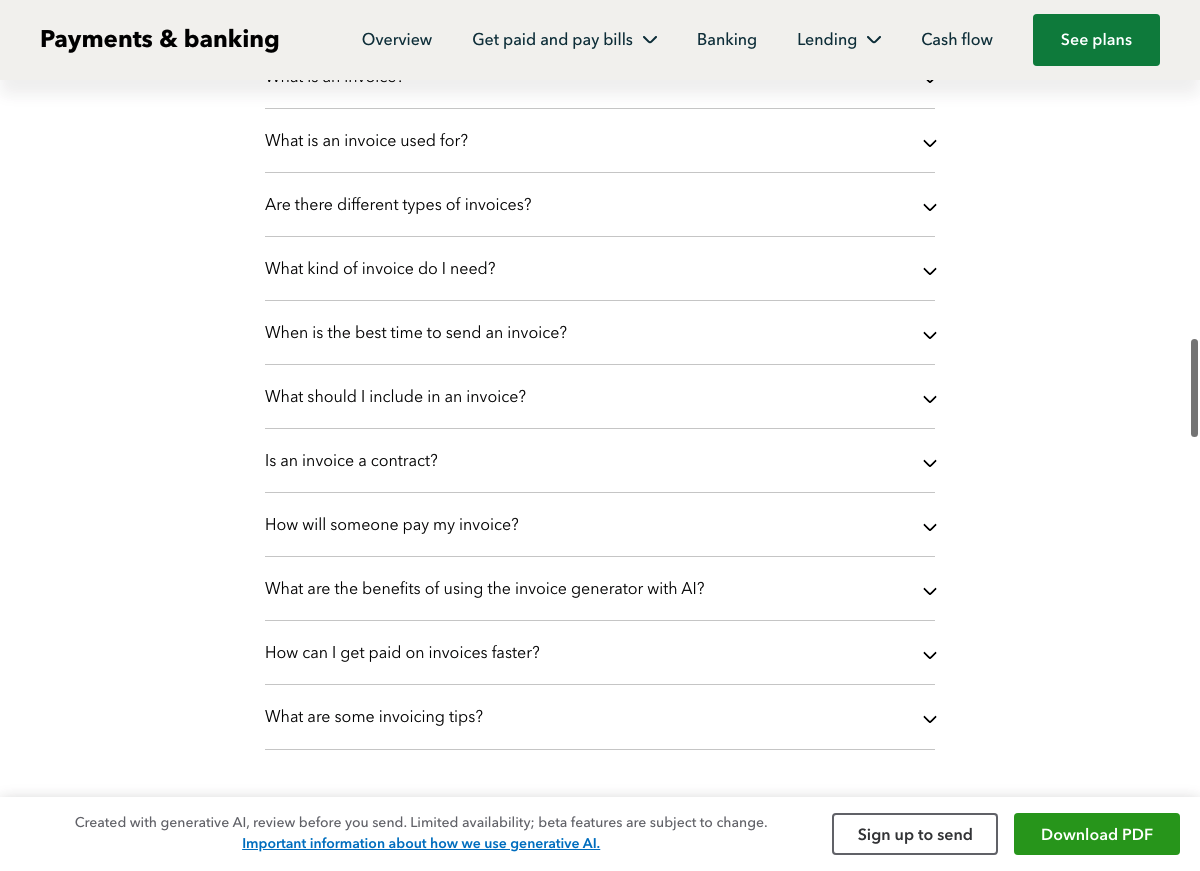 Payments & banking
Overview
Get paid and pay bills
Banking
Lending
Cash flow
See plans
What is an invoice?
What is an invoice used for?
Are there different types of invoices?
What kind of invoice do I need?
When is the best time to send an invoice?
What should I include in an invoice?
Is an invoice a contract?
How will someone pay my invoice?
What are the benefits of using the invoice generator with AI?
How can I get paid on invoices faster?
What are some invoicing tips?
Created with generative AI, review before you send. Limited availability; beta features are subject to change.
Important information about how we use generative AI.
Sign up to send
Download PDF